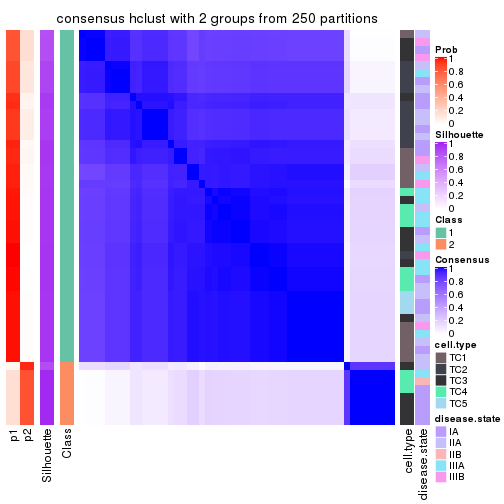 consensus hclust with 2 groups from 250 partitions
p1
p2
Silhouette
Class
cell.type
disease.state
Prob
1
0.8
0.6
0.4
0.2
0
Silhouette
1
0.8
0.6
0.4
0.2
0
Class
1
2
Consensus
1
0.8
0.6
0.4
0.2
0
cell.type
TC1
TC2
TC3
TC4
TC5
disease.state
IA
IIA
IIB
IIIA
IIIB